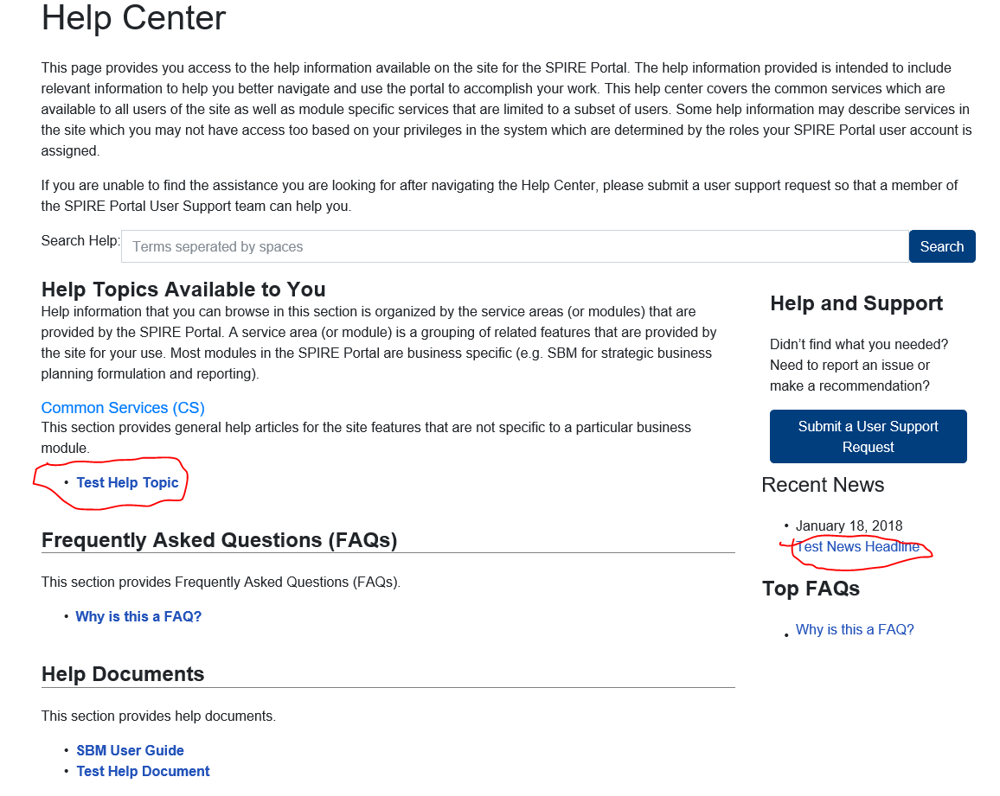 Help Center
This page provides you access to the help information available on the site for the SPIRE Portal. The help information provided is intended to include
relevant information to help you better navigate and use the portal to accomplish your work. This help center covers the common services which are
available to all users of the site as well as module specific services that are limited to a subset of users. Some help information may describe services in
the site which you may not have access too based on your privileges in the system which are determined by the roles your SPIRE Portal user account is
assigned.
If you are unable to find the assistance you are looking for after navigating the Help Center, please submit a user support request so that a member of
the SPIRE Portal User Support team can help you.
Search Help: Terms seperated by spaces Search
Help Topics Available to You
Help information that you can browse in this section is organized by the service areas (or modules) that are
provided by the SPIRE Portal. A service area (or module) is a grouping of related features that are provided by
the site for your use. Most modules in the SPIRE Portal are business specific (e.g. SBM for strategic business
planning formulation and reporting).
Common Services (CS)
This section provides general help articles for the site features that are not specific to a particular business
module.
• Test Help Topic
Frequently Asked Questions (FAQs)
This section provides Frequently Asked Questions (FAQs).
• Why is this a FAQ?
Help Documents
This section provides help documents.
• SBM User Guide
• Test Help Document
Help and Support
Didn't find what you needed?
Need to report an issue or
make a recommendation?
Submit a User Support
Request
Recent News
• January 18, 2018
Test News Headline
Top FAQs
• Why is this a FAQ?